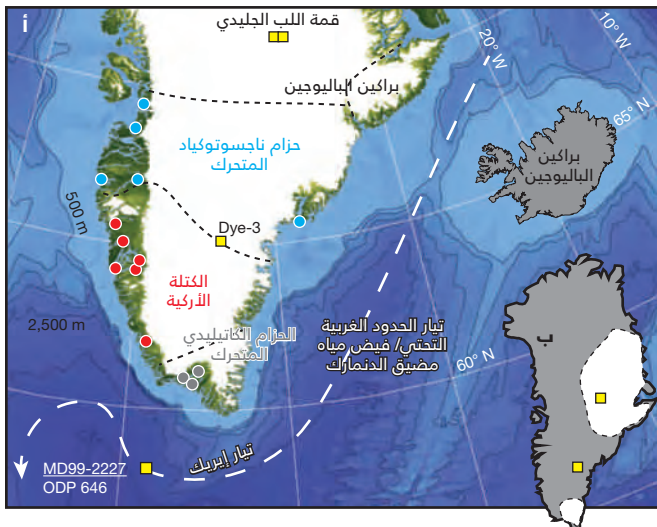 أ
قمة اللب الجليدي
20° W
10° W
براكين الباليوجين
65° N
حزام ناجسوتوكياد
المتحرك
براكين
الباليوجين
500 m
Dye-3
الكتلة
الأركية
2,500 m
تيار الحدود الغربية
التحتي/ فيض مياه
مضيق الدنمارك
الحزام الكاتيليدي
المتحرك
60° N
ب
تيار إيريك
MD99-2227
ODP 646